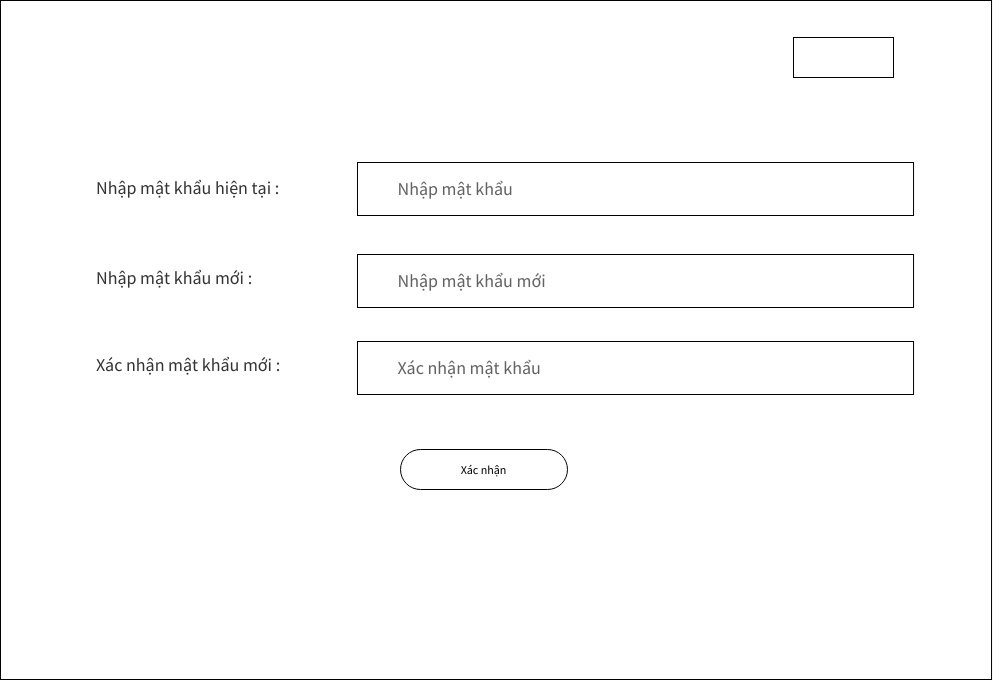 Nhập mật khẩu hiện tại :
Nhập mật khẩu
Nhập mật khẩu mới :
Nhập mật khẩu mới
Xác nhận mật khẩu mới :
Xác nhận mật khẩu
Xác nhận